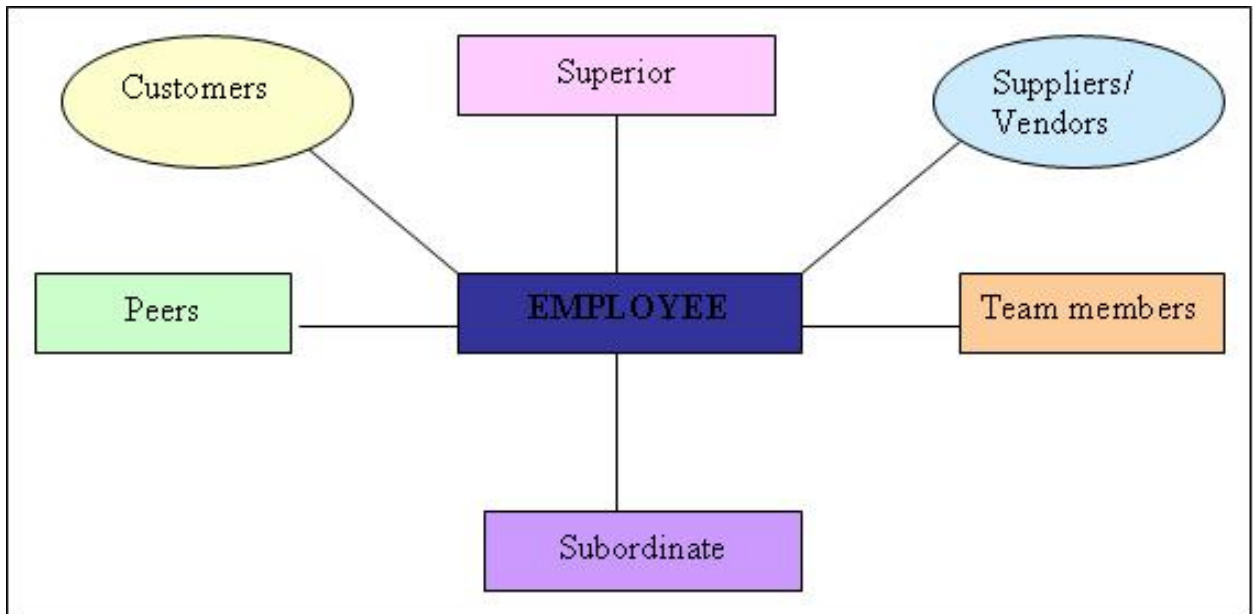 Customers
Superior
Suppliers/
Vendors
Peers
EMPLOYEE
Team members
Subordinate